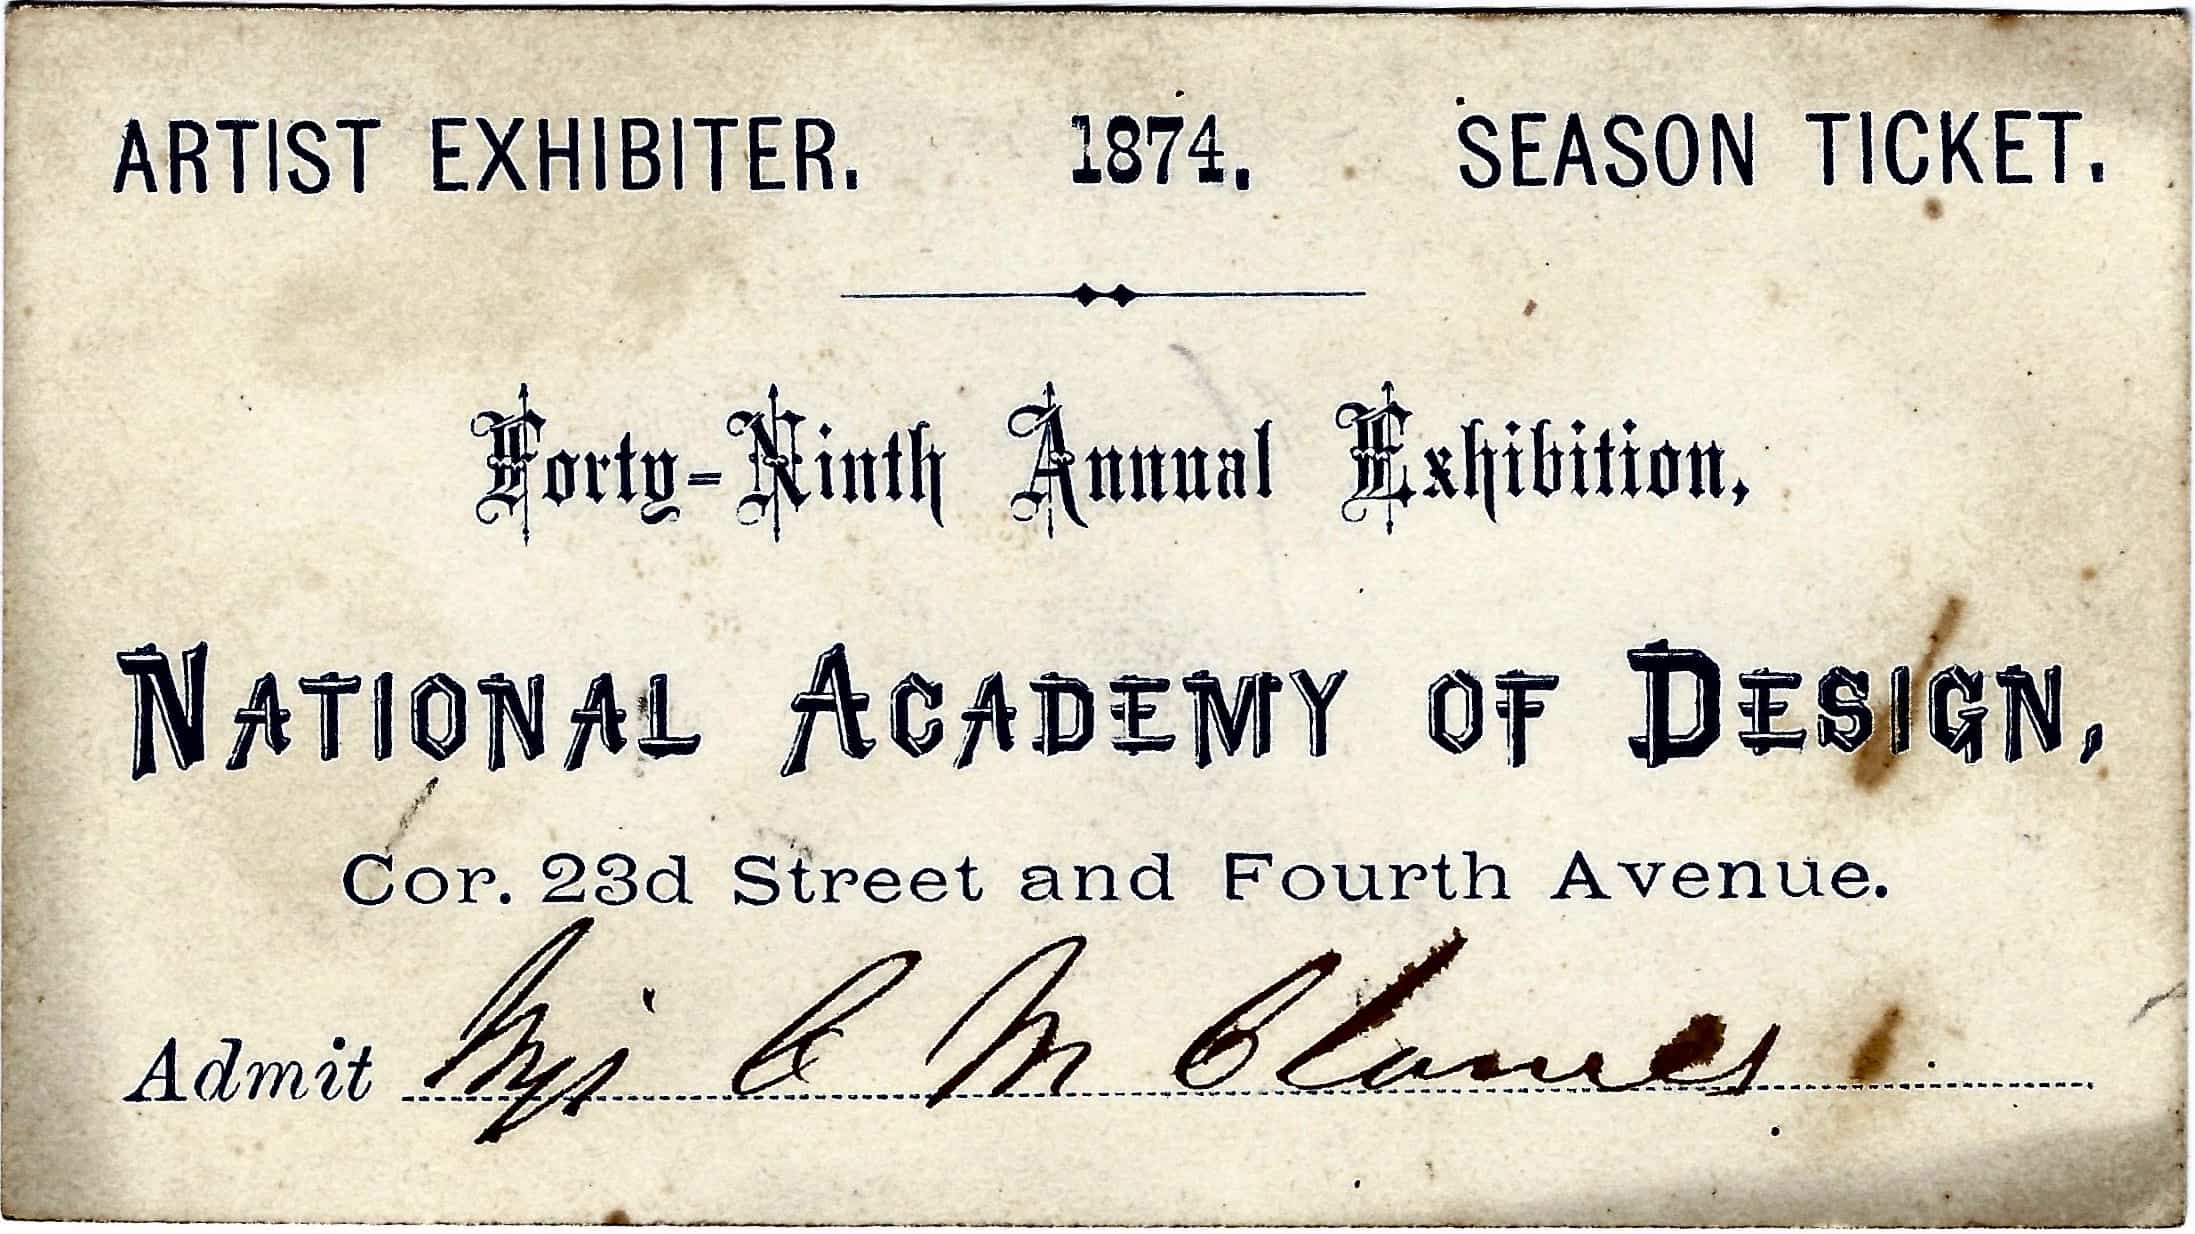 ARTIST EXHIBITER. 1874. SEASON TICKET.
Forty-Ninth Annual Exhibition,
NATIONAL ACADEMY OF DESIGN,
Cor. 23d Street and Fourth Avenue.
Admit Miss C M